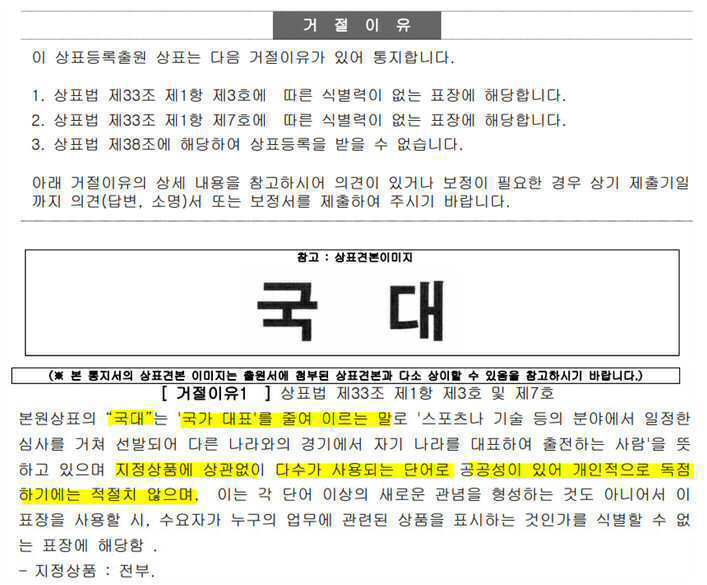 거 절 이 유
이 상표등록출원 상표는 다음 거절이유가 있어 통지합니다.
1. 상표법 제33조 제1항 제3호에 따른 식별력이 없는 표장에 해당합니다.
2. 상표법 제33조 제1항 제7호에 따른 식별력이 없는 표장에 해당합니다.
3. 상표법 제38조에 해당하여 상표등록을 받을 수 없습니다.
아래 거절이유의 상세 내용을 참고하시어 의견이 있거나 보정이 필요한 경우 상기 제출기일
까지 의견(답변, 소명)서 또는 보정서를 제출하여 주시기 바랍니다.
참고 : 상표견본이미지
국 대
(※ 본 통지서의 상표견본 이미지는 출원서에 첨부된 상표견본과 다소 상이할 수 있음을 참고하시기 바랍니다.)
[ 거절이유1 ] 상표법 제33조 제1항 제3호 및 제7호
본원상표의 “국대”는 '국가 대표'를 줄여 이르는 말로 '스포츠나 기술 등의 분야에서 일정한
심사를 거쳐 선발되어 다른 나라와의 경기에서 자기 나라를 대표하여 출전하는 사람'을 뜻
하고 있으며 지정상품에 상관없이 다수가 사용되는 단어로 공공성이 있어 개인적으로 독점
하기에는 적절치 않으며, 이는 각 단어 이상의 새로운 관념을 형성하는 것도 아니어서 이
표장을 사용할 시, 수요자가 누구의 업무에 관련된 상품을 표시하는 것인가를 식별할 수 없
는 표장에 해당함 .
- 지정상품 : 전부.